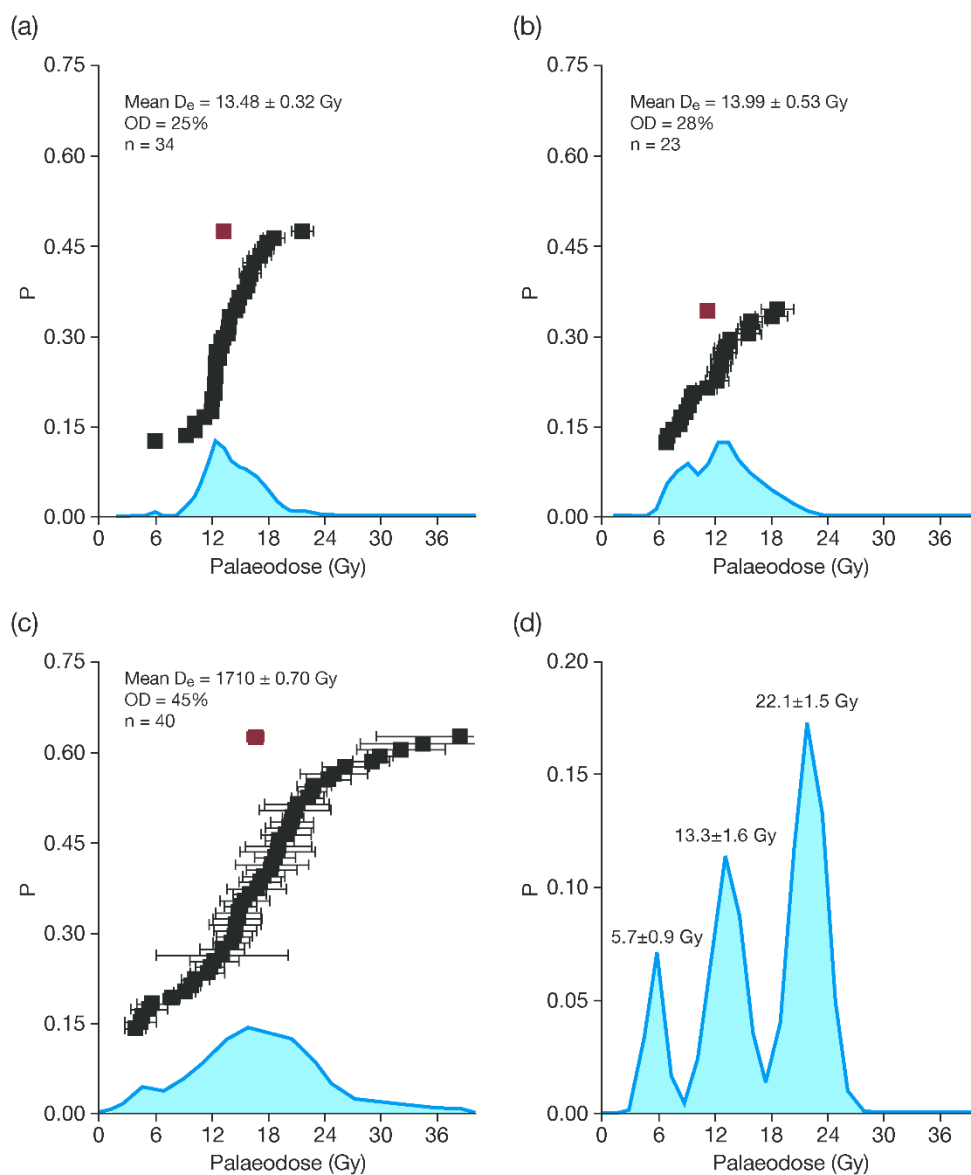 (a)
0.75
Mean De = 13.48 ± 0.32 Gy
OD = 25%
n = 34
0.60
0.45
P
0.30
0.15
0.00
0 6 12 18 24 30 36
Palaeodose (Gy)
(b)
0.75
Mean De = 13.99 ± 0.53 Gy
OD = 28%
n = 23
0.60
0.45
P
0.30
0.15
0.00
0 6 12 18 24 30 36
Palaeodose (Gy)
(c)
0.75
Mean De = 1710 ± 0.70 Gy
OD = 45%
n = 40
0.60
0.45
P
0.30
0.15
0.00
0 6 12 18 24 30 36
Palaeodose (Gy)
(d)
0.20
22.1±1.5 Gy
0.15
13.3±1.6 Gy
P
0.10
5.7±0.9 Gy
0.05
0.00
0 6 12 18 24 30 36
Palaeodose (Gy)